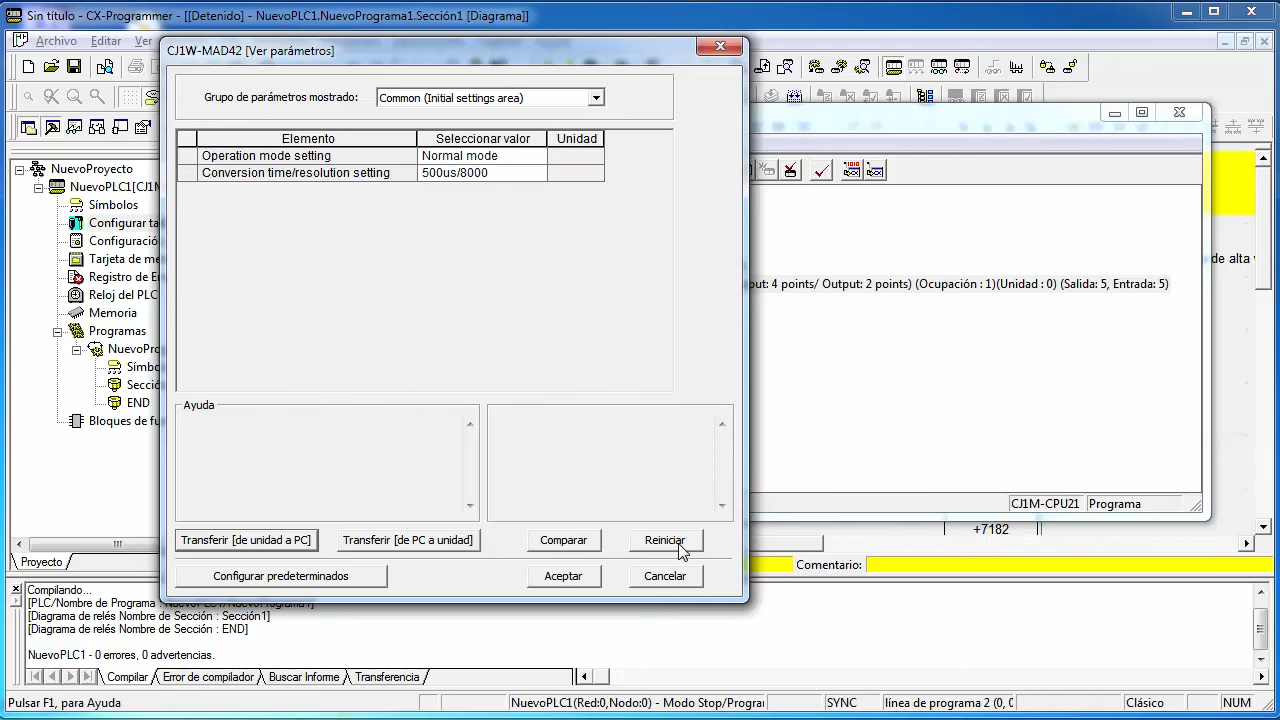 Sin título - CX-Programmer - [[Detenido] - NuevoPLC1.NuevoPrograma1.Sección1 [Diagrama]]
Archivo Editar Ver
CJ1W-MAD42 [Ver parámetros]
Grupo de parámetros mostrado: Common (Initial settings area)
Elemento Seleccionar valor Unidad
Operation mode setting Normal mode
Conversion time/resolution setting 500us/8000
NuevoProyecto
NuevoPLC1[CJ1M
Símbolos
Configurar ta
Configuració
Tarjeta de me
Registro de E
Reloj del PLC
Memoria
Programas
NuevoPro
Símbo
Secció
END
Bloques de fu
Proyecto
put: 4 points/ Output: 2 points) (Ocupación : 1)(Unidad : 0) (Salida: 5, Entrada: 5)
de alta
CJ1M-CPU21 Programa
+7182
Comentario:
Ayuda
Transferir [de unidad a PC] Transferir [de PC a unidad] Comparar Reiniciar
Configurar predeterminados Aceptar Cancelar
Compilando...
[PLC/Nombre de Programa : NuevoPLC1/NuevoPrograma1]
[Diagrama de relés Nombre de Sección : Sección1]
[Diagrama de relés Nombre de Sección : END]
NuevoPLC1 - 0 errores, 0 advertencias.
Compilar Error de compilador Buscar Informe Transferencia
Pulsar F1, para Ayuda NuevoPLC1(Red:0,Nodo:0) - Modo Stop/Progra SYNC línea de programa 2 (0, 0 Clásico NUM